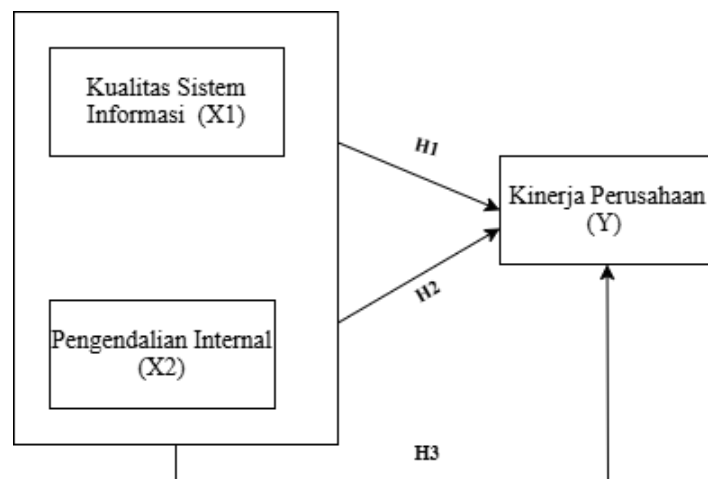 Kualitas Sistem
Informasi (X1)
H1
Kinerja Perusahaan
(Y)
H2
Pengendalian Internal
(X2)
H3